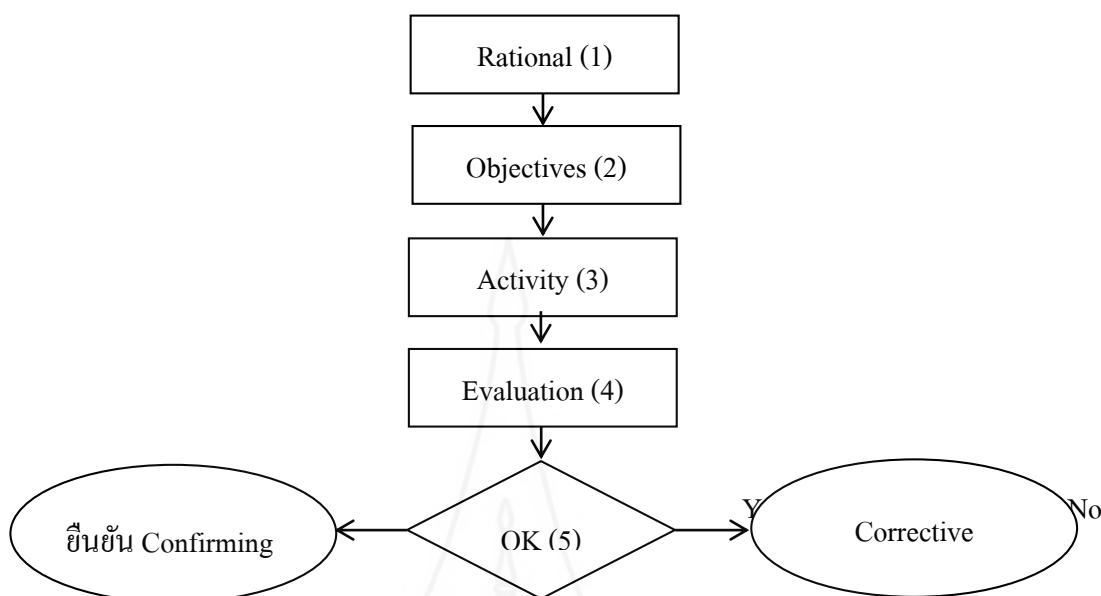 Rational (1)
Objectives (2)
Activity (3)
Evaluation (4)
ยืนยัน Confirming
OK (5)
Y
Corrective
No